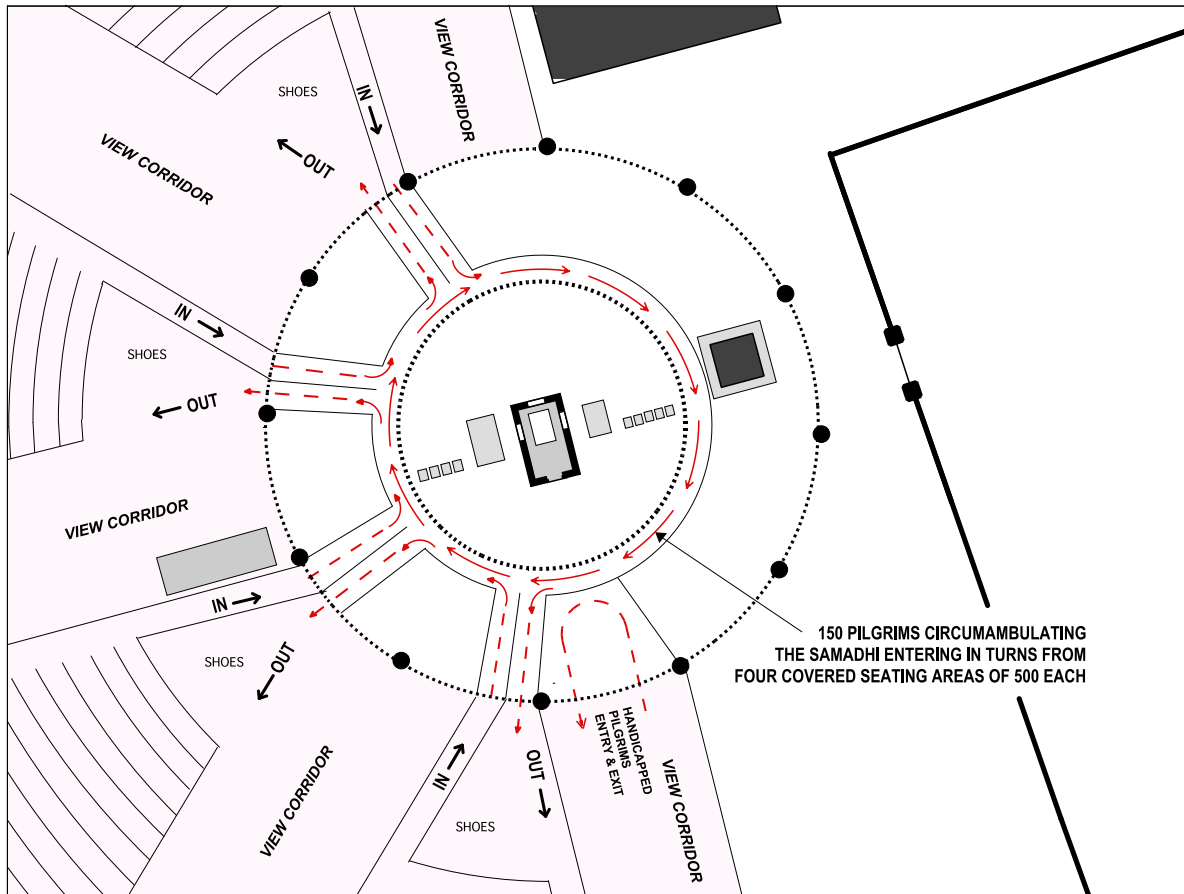 VIEW CORRIDOR
SHOES
IN
VIEW CORRIDOR
OUT
IN
SHOES
OUT
VIEW CORRIDOR
IN
SHOES
OUT
150 PILGRIMS CIRCUMAMBULATING
THE SAMADHI ENTERING IN TURNS FROM
FOUR COVERED SEATING AREAS OF 500 EACH
HANDICAPPED
PILGRIMS
ENTRY & EXIT
VIEW CORRIDOR
IN
OUT
VIEW CORRIDOR
SHOES